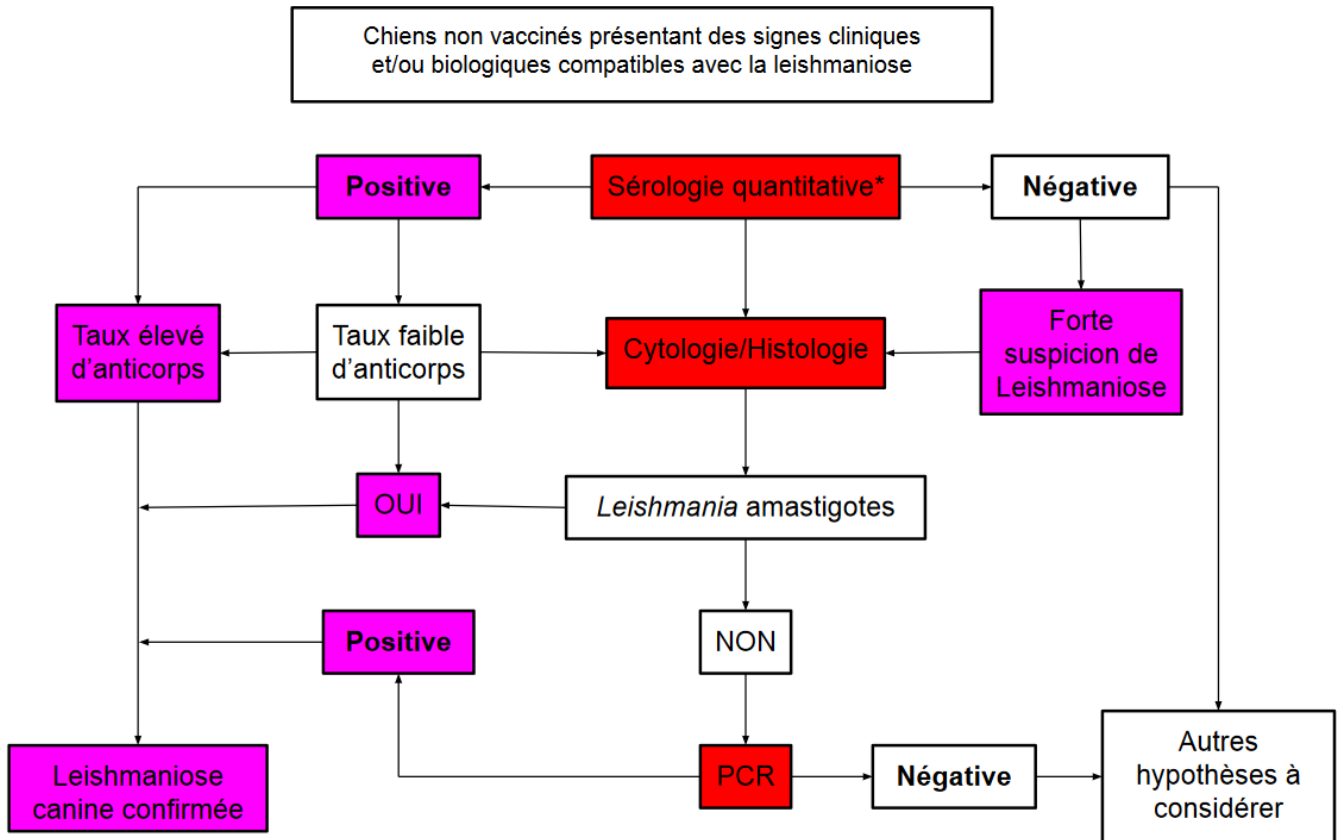 Chiens non vaccinés présentant des signes cliniques
et/ou biologiques compatibles avec la leishmaniose
Positive
Sérologie quantitative*
Négative
Taux élevé
d’anticorps
Taux faible
d’anticorps
Cytologie/Histologie
Forte
suspicion de
Leishmaniose
OUI
Leishmania amastigotes
Positive
NON
Leishmaniose
canine confirmée
PCR
Négative
Autres
hypothèses à
considérer